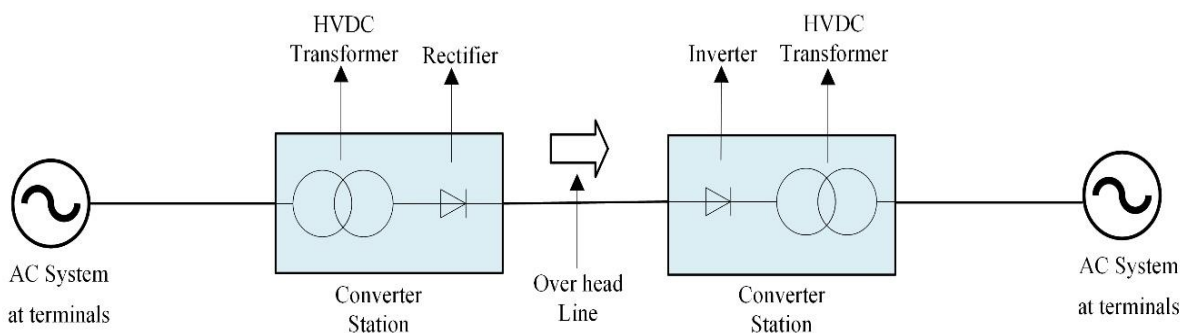 HVDC
Transformer
Rectifier
Inverter
HVDC
Transformer
AC System
at terminals
Converter
Station
Over head
Line
Converter
Station
AC System
at terminals